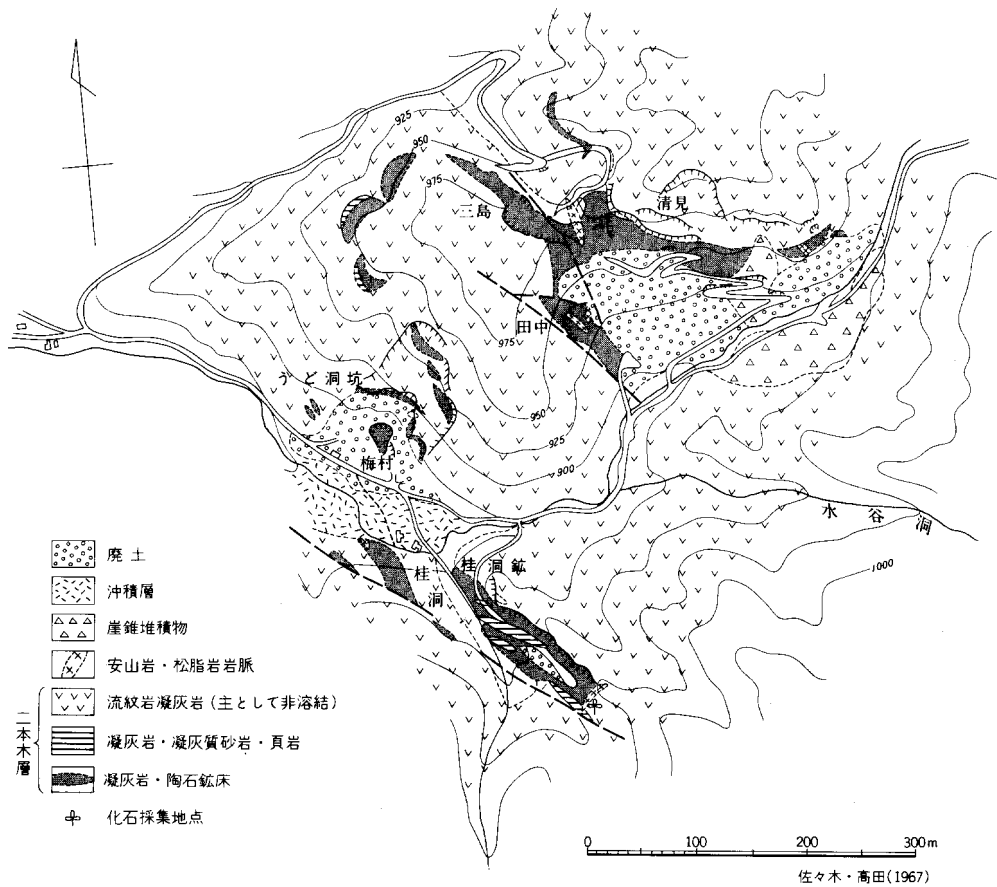 925
950
975
三島
清見
田中
975
うど洞坑
950
925
900
梅村
水谷洞
1000
桂洞
桂洞鉱
廃土
沖積層
崖錐堆積物
安山岩・松脂岩岩脈
流紋岩凝灰岩(主として非溶結)
凝灰岩・凝灰質砂岩・頁岩
凝灰岩・陶石鉱床
二本木層
化石採集地点
0 100 200 300m
佐々木・高田(1967)